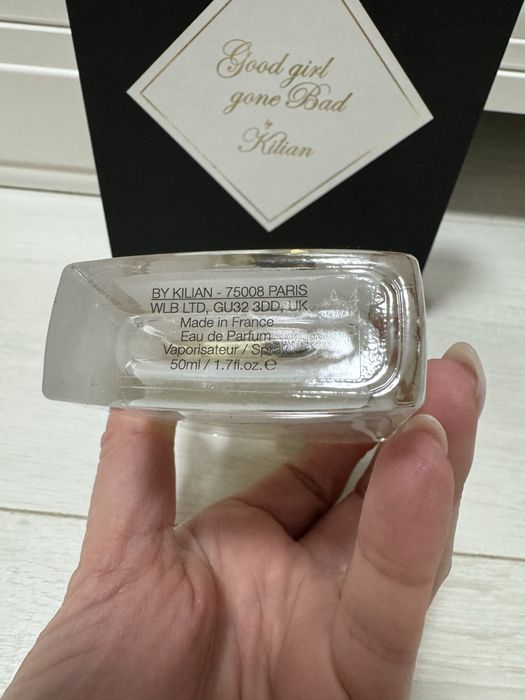 Good girl
gone Bad
by
Kilian
BY KILIAN - 75008 PARIS
WLB LTD, GU32 3DD, UK
Made in France
Eau de Parfum
Vaporisateur / Spray
50ml / 1.7fl.oz. ℮